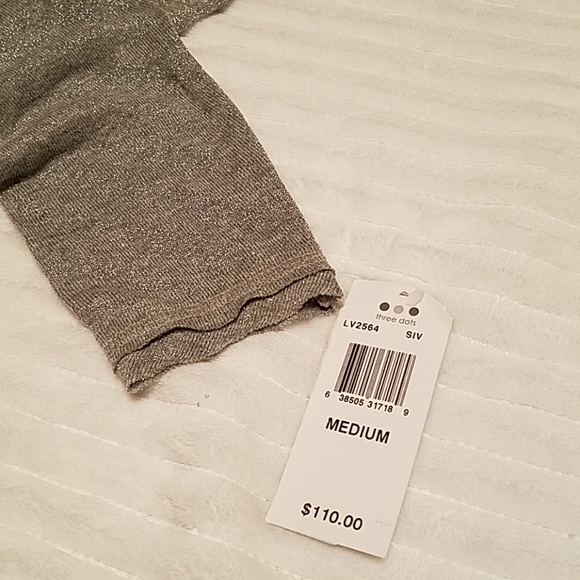 three dots
LV2564 SIV
6 38505 31718 9
MEDIUM
$110.00